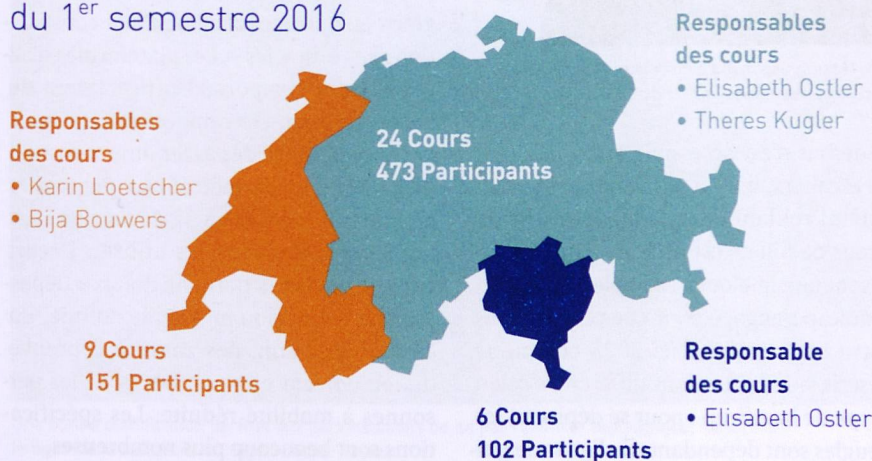 du 1er semestre 2016
Responsables
des cours
• Elisabeth Ostler
• Theres Kugler
Responsables
des cours
• Karin Loetscher
• Bija Bouwers
24 Cours
473 Participants
9 Cours
151 Participants
6 Cours
102 Participants
Responsable
des cours
• Elisabeth Ostler